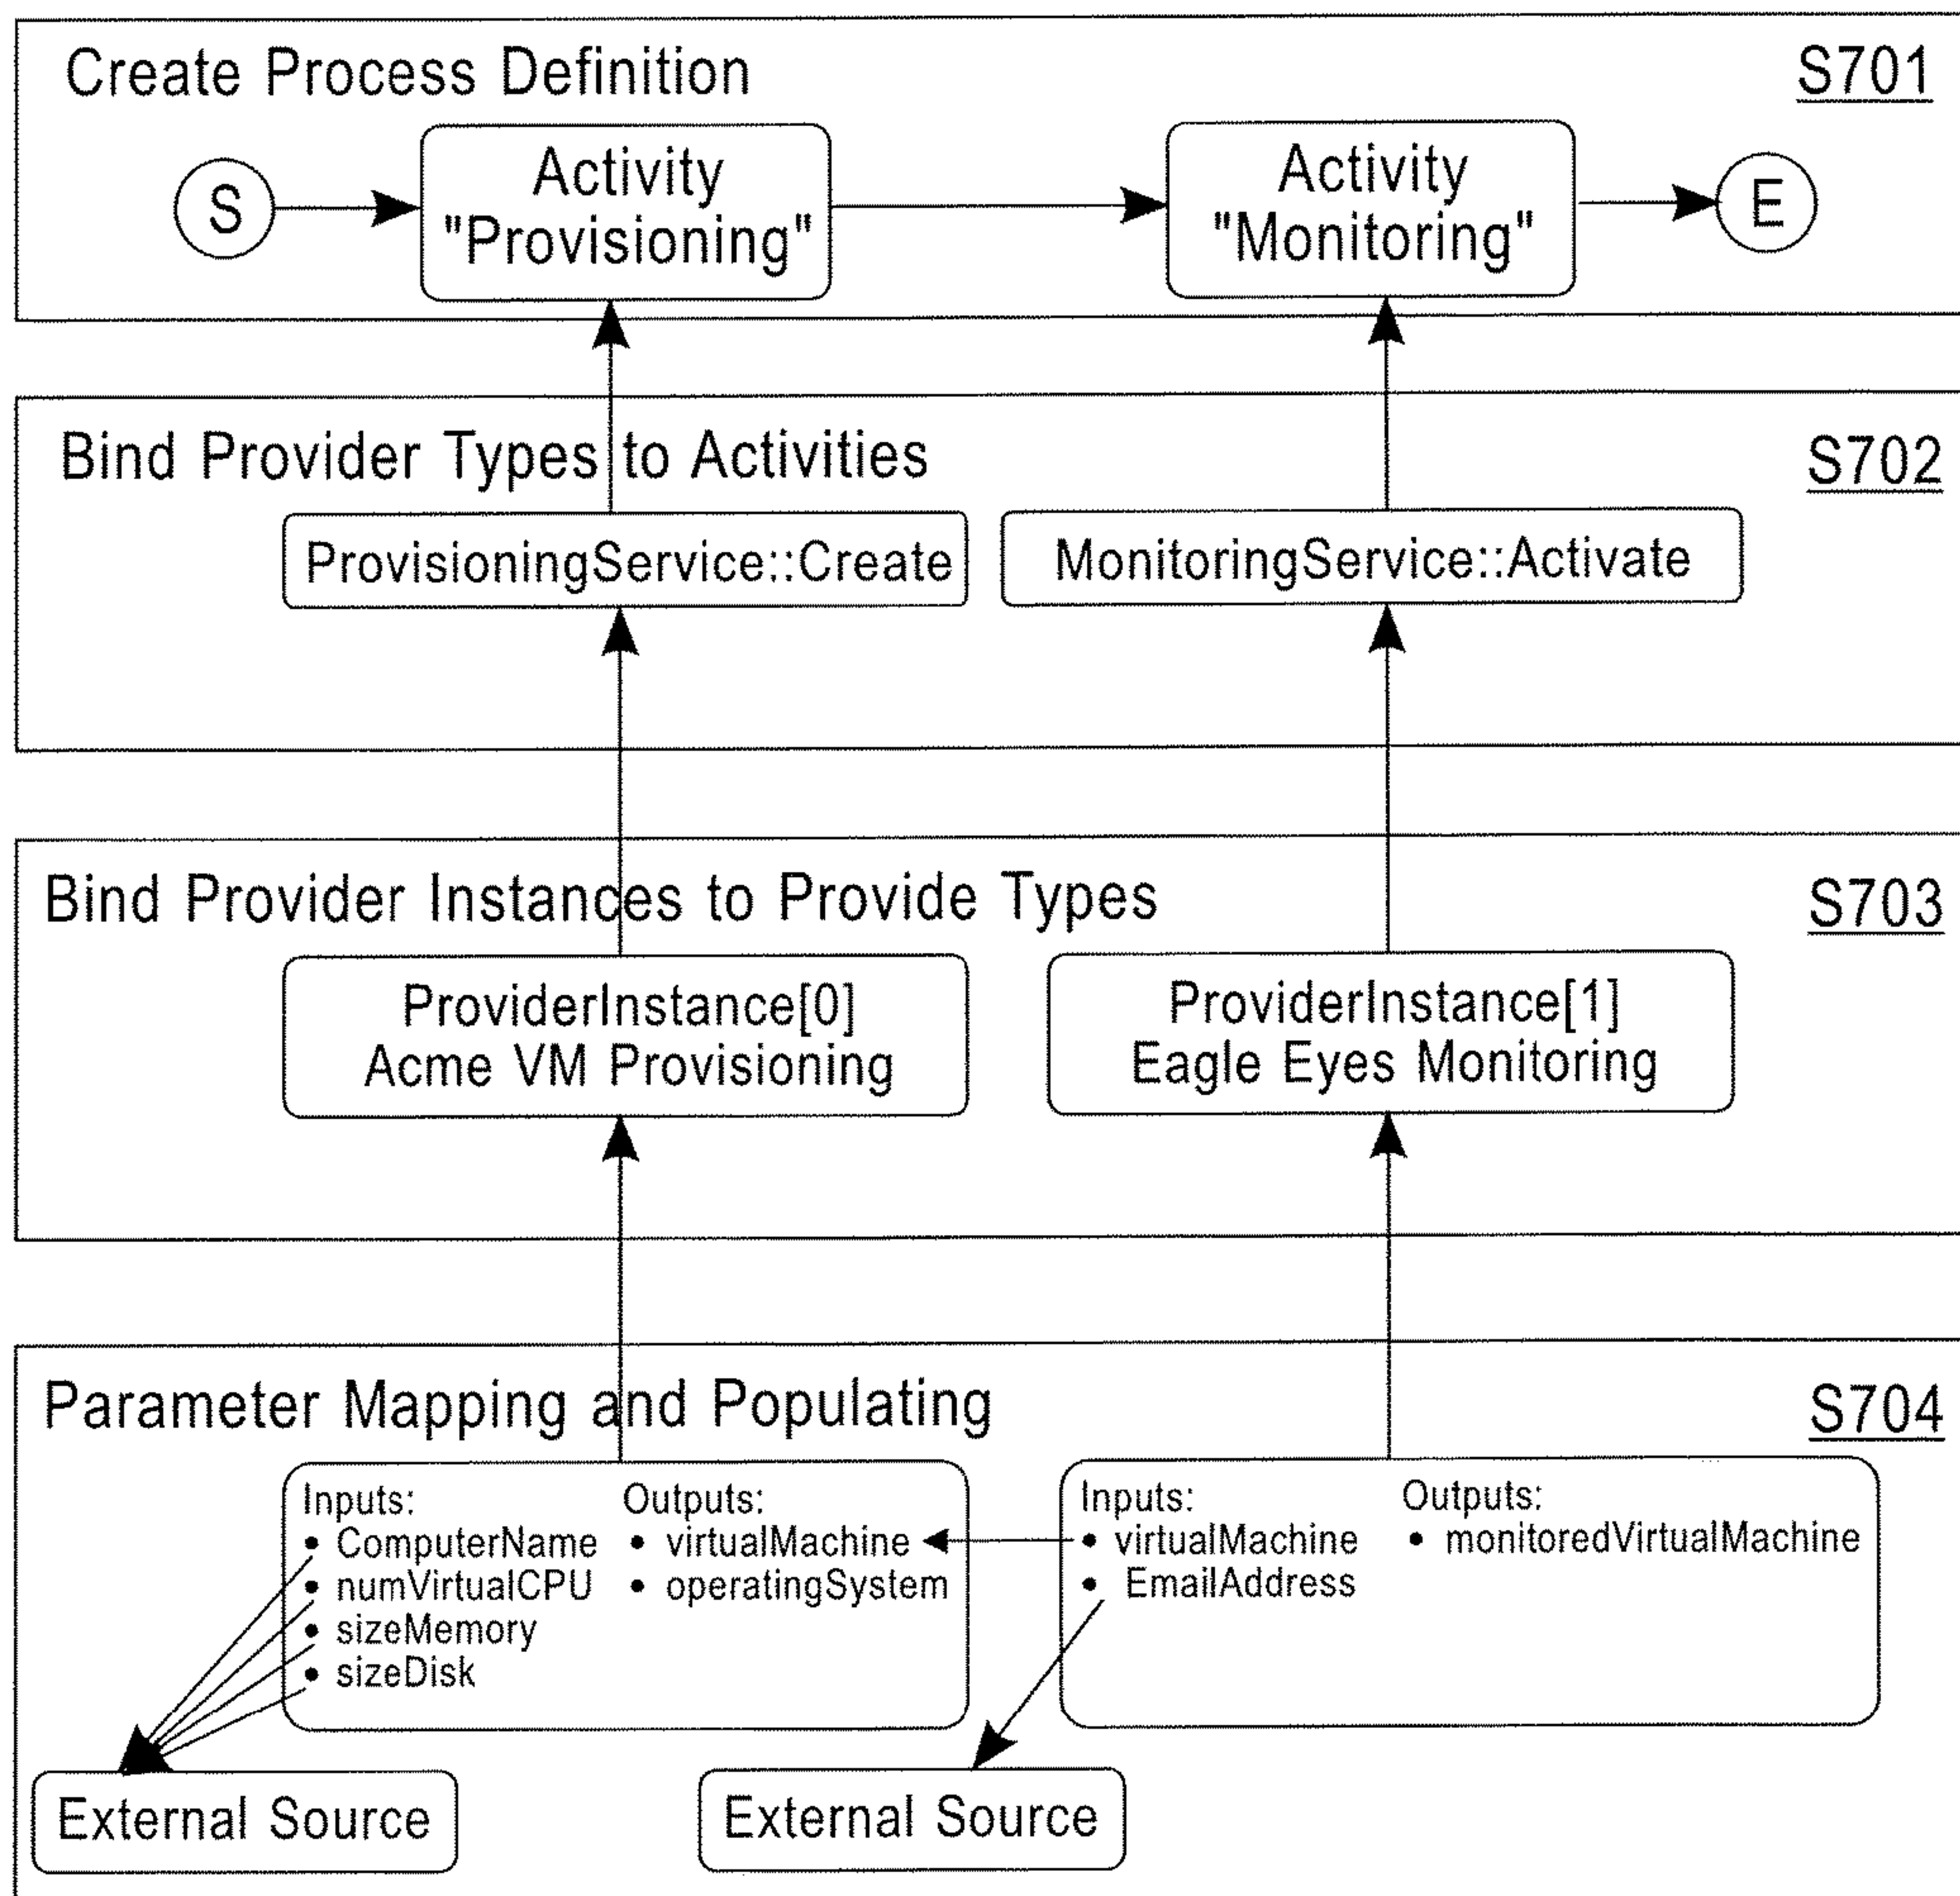 Create Process Definition
S701
S
Activity
"Provisioning"
Activity
"Monitoring"
E
Bind Provider Types to Activities
S702
ProvisioningService::Create
MonitoringService::Activate
Bind Provider Instances to Provide Types
S703
ProviderInstance[0]
Acme VM Provisioning
ProviderInstance[1]
Eagle Eyes Monitoring
Parameter Mapping and Populating
S704
Inputs:
• ComputerName
• numVirtualCPU
• sizeMemory
• sizeDisk
Outputs:
• virtualMachine
• operatingSystem
Inputs:
• virtualMachine
• EmailAddress
Outputs:
• monitoredVirtualMachine
External Source
External Source